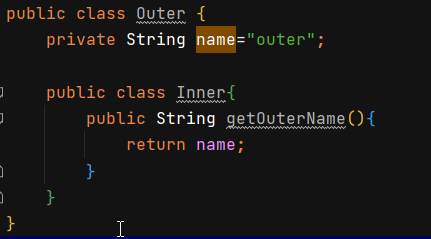 public class Outer {
    private String name="outer";
    public class Inner{
        public String getOuterName(){
            return name;
        }
    }
}